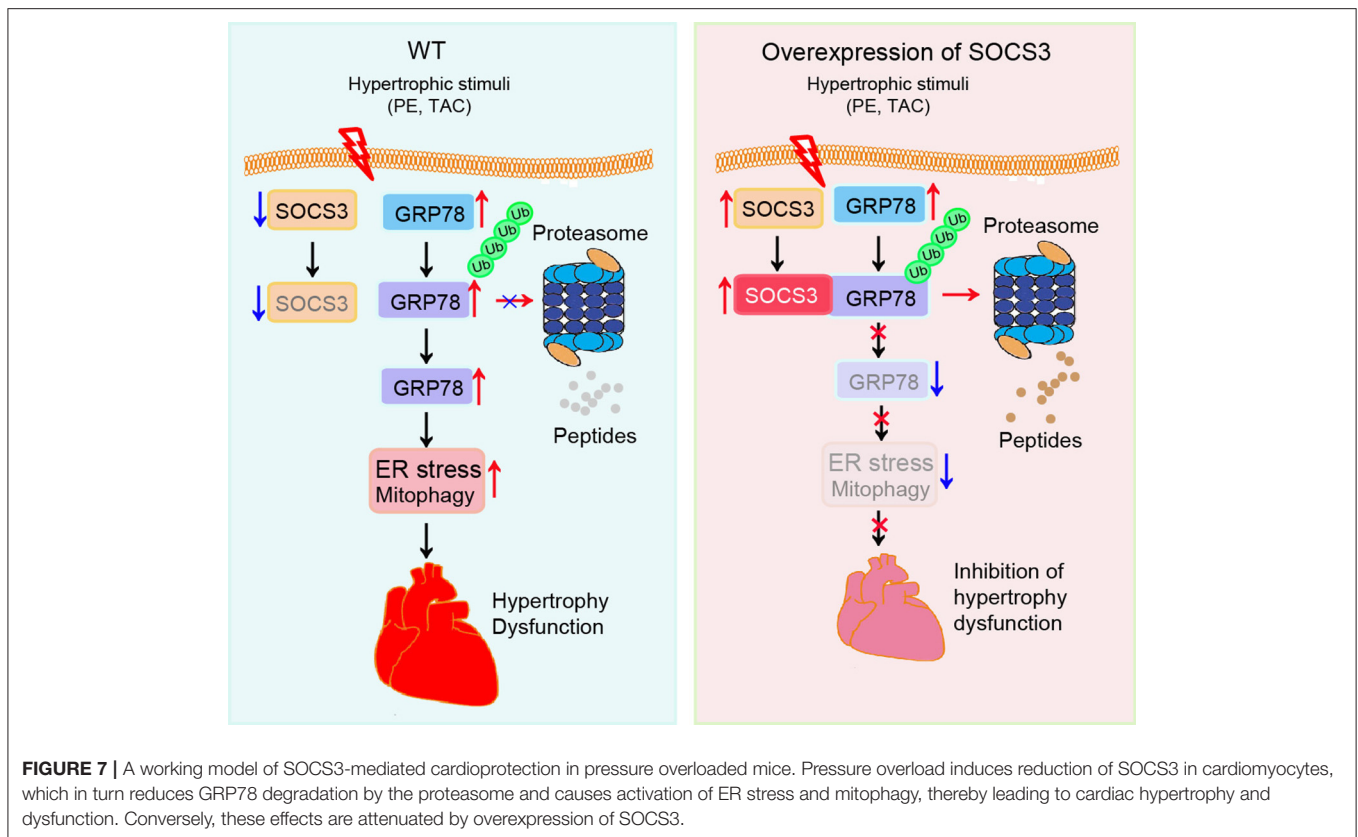 WT
Hypertrophic stimuli
(PE, TAC)
SOCS3
GRP78
Ub
Ub
Ub
Ub
Proteasome
SOCS3
GRP78
GRP78
Peptides
ER stress
Mitophagy
Hypertrophy
Dysfunction
Overexpression of SOCS3
Hypertrophic stimuli
(PE, TAC)
SOCS3
GRP78
Ub
Ub
Ub
Ub
Proteasome
SOCS3
GRP78
GRP78
Peptides
ER stress
Mitophagy
Inhibition of
hypertrophy
dysfunction
FIGURE 7 | A working model of SOCS3-mediated cardioprotection in pressure overloaded mice. Pressure overload induces reduction of SOCS3 in cardiomyocytes,
which in turn reduces GRP78 degradation by the proteasome and causes activation of ER stress and mitophagy, thereby leading to cardiac hypertrophy and
dysfunction. Conversely, these effects are attenuated by overexpression of SOCS3.